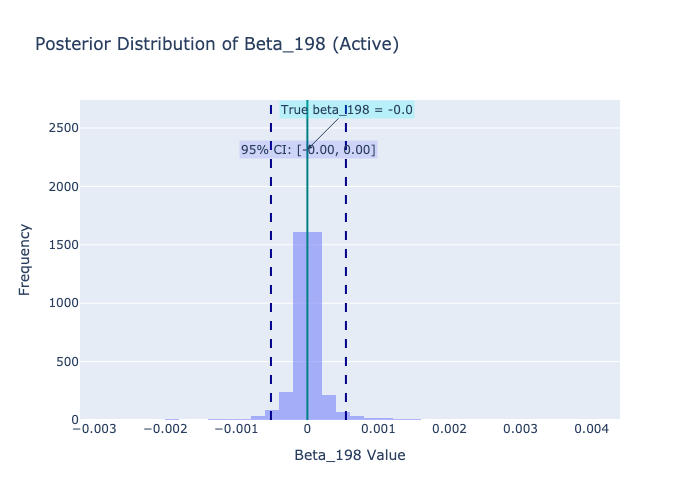 Posterior Distribution of Beta_198 (Active)
True beta_198 = -0.0
95% CI: [-0.00, 0.00]
2500
2000
1500
1000
500
0
Frequency
−0.003
−0.002
−0.001
0
0.001
0.002
0.003
0.004
Beta_198 Value